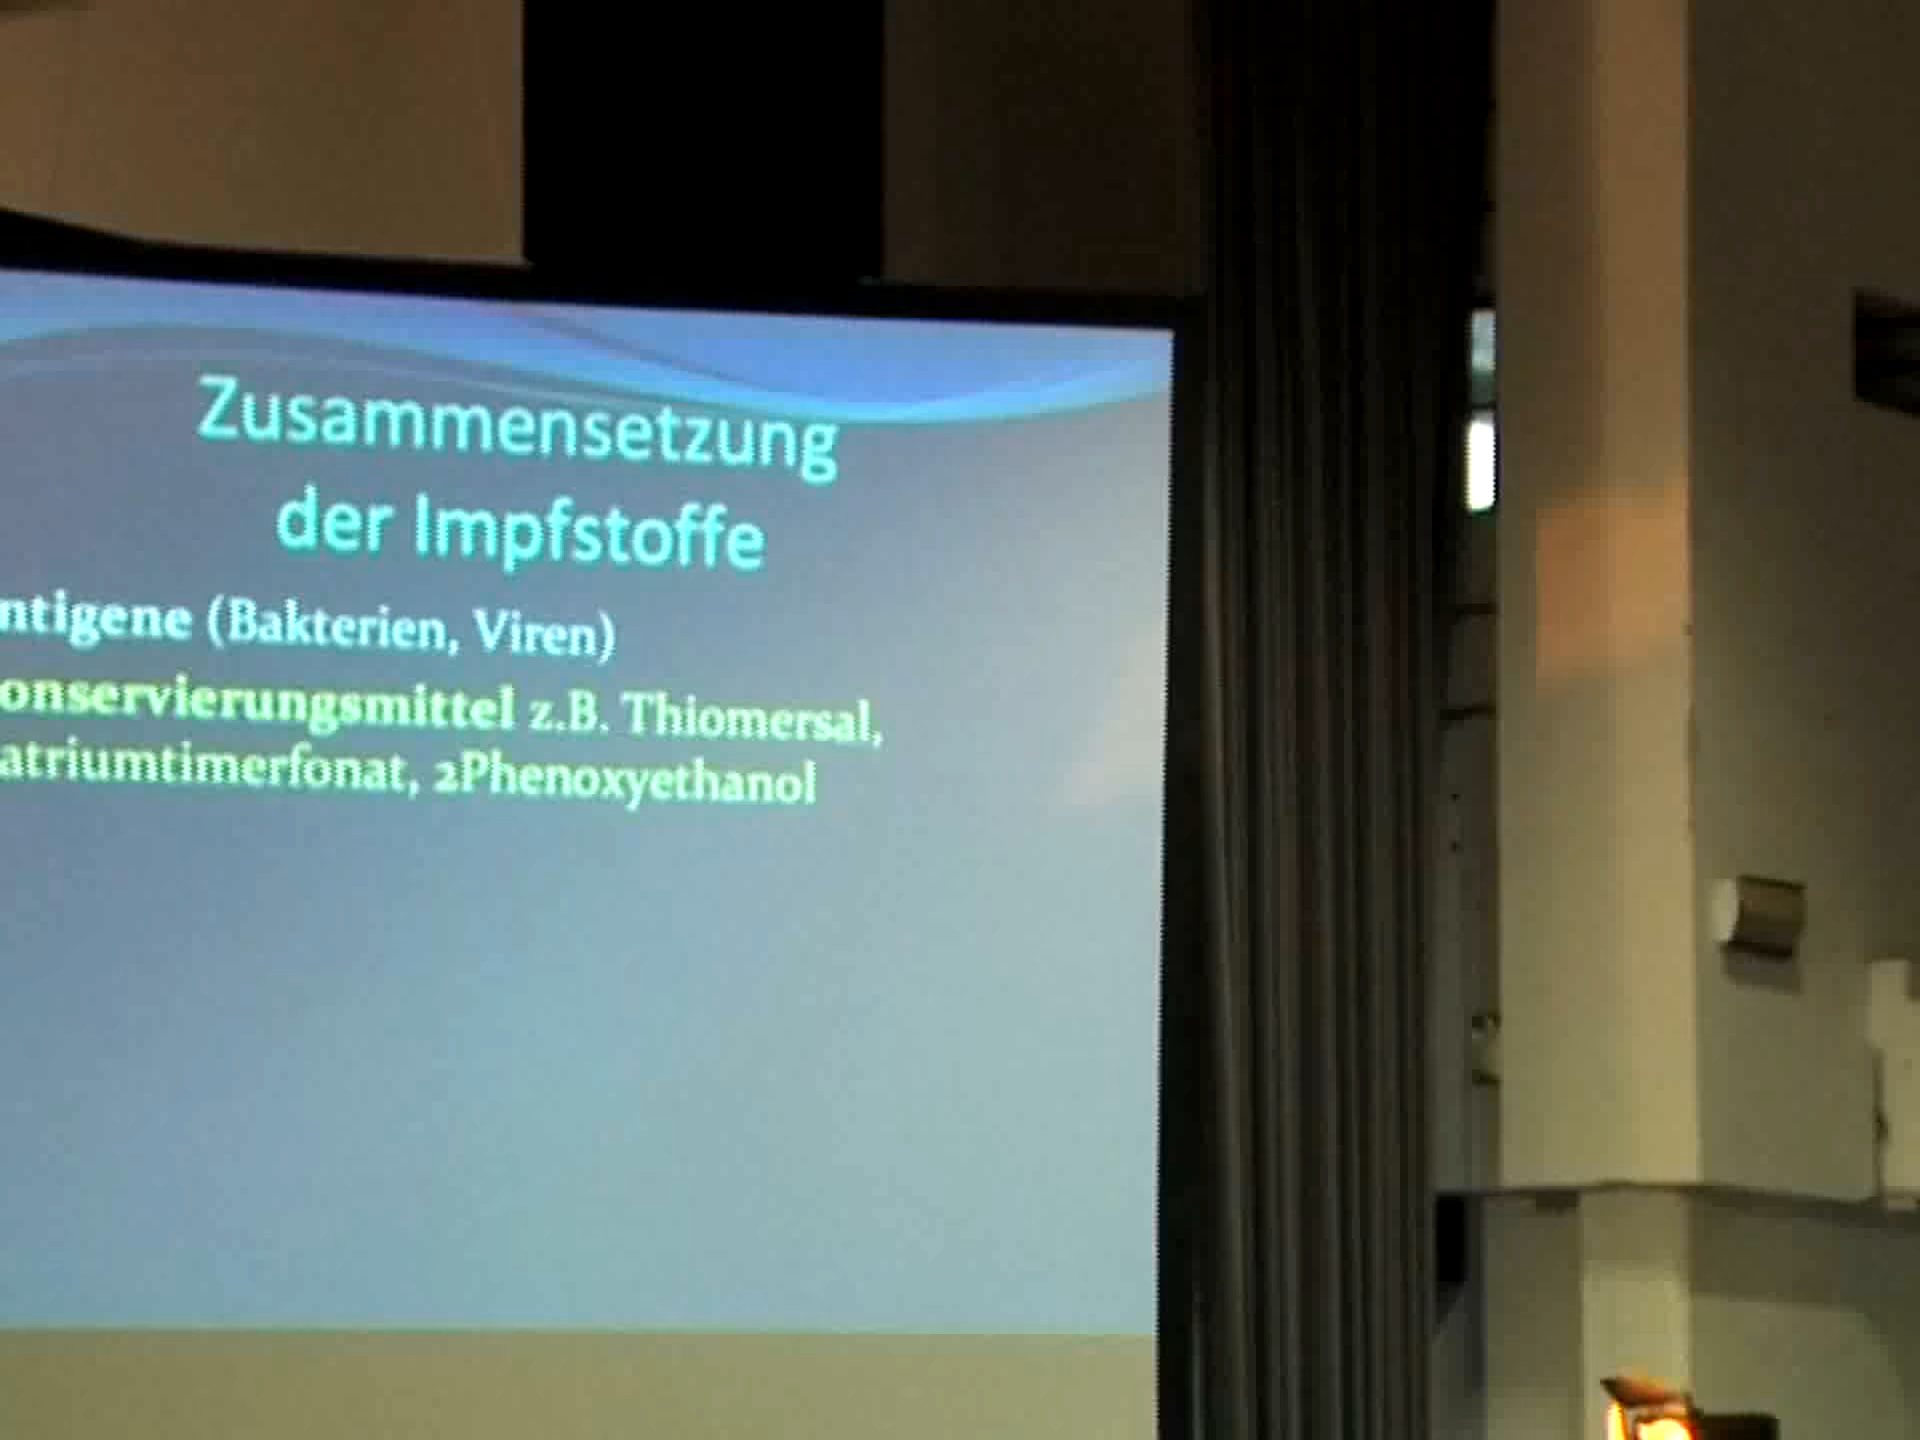 Zusammensetzung
der Impfstoffe
ntigene (Bakterien, Viren)
onservierungsmittel z.B. Thiomersal,
atriumtimerfonat, 2Phenoxyethanol